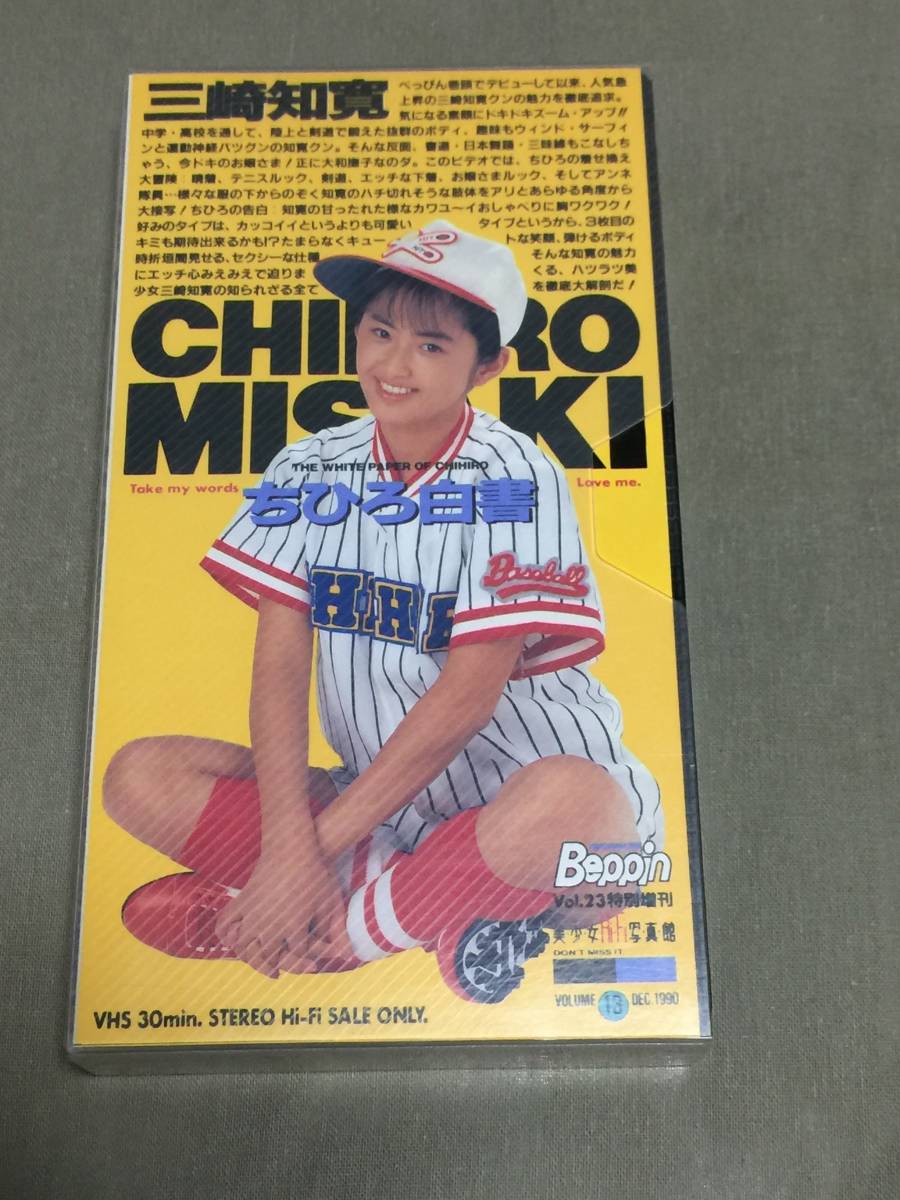 三崎知寛
べっぴん巻頭でデビューして以来、人気急
上昇の三崎知寛クンの魅力を徹底追求。
気になる素顔にドキドキズーム・アップ!!
中学・高校を通して、陸上と剣道で鍛えた抜群のボディ、趣味もウィンド・サーフィ
ンと運動神経バツグンの知寛クン。そんな反面、書道・日本舞踊・三味線もこなしち
ゃう、今ドキのお嬢さま!正に大和撫子なのダ。このビデオでは、ちひろの着せ換え
大冒険 晴着、テニスルック、剣道、エッチな下着、お嬢さまルック、そしてアンネ
隊員…様々な服の下からのぞく知寛のハチ切れそうな肢体をアリとあらゆる角度から
大接写!ちひろの告白 知寛の甘ったれた様なカワユ〜イおしゃべりに胸ワクワク!
好みのタイプは、カッコイイというよりも可愛い タイプというから、3枚目の
キミも期待出来るかも!?たまらなくキュー トな笑顔、弾けるボディ
時折垣間見せる、セクシーな仕種 そんな知寛の魅力
にエッチ心みえみえで迫りま くる、ハツラツ美
少女三崎知寛の知られざる全て を徹底大解剖だ!
CHI RO
MIS KI
THE WHITE PAPER OF CHIHIRO
Take my words Love me.
ちひろ白書
Baseball
H H
Beppin
Vol.23特別増刊
美少女Hi-Fi写真館
DON'T MISS IT
VOLUME 13 DEC.1990
VHS 30min. STEREO Hi-Fi SALE ONLY.